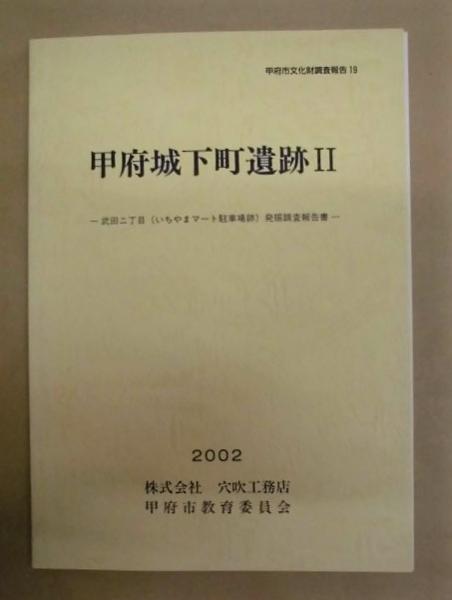 甲府市文化財調査報告19
甲府城下町遺跡II
―武田二丁目（いちやまマート駐車場跡）発掘調査報告書―
2002
株式会社　穴吹工務店
甲府市教育委員会